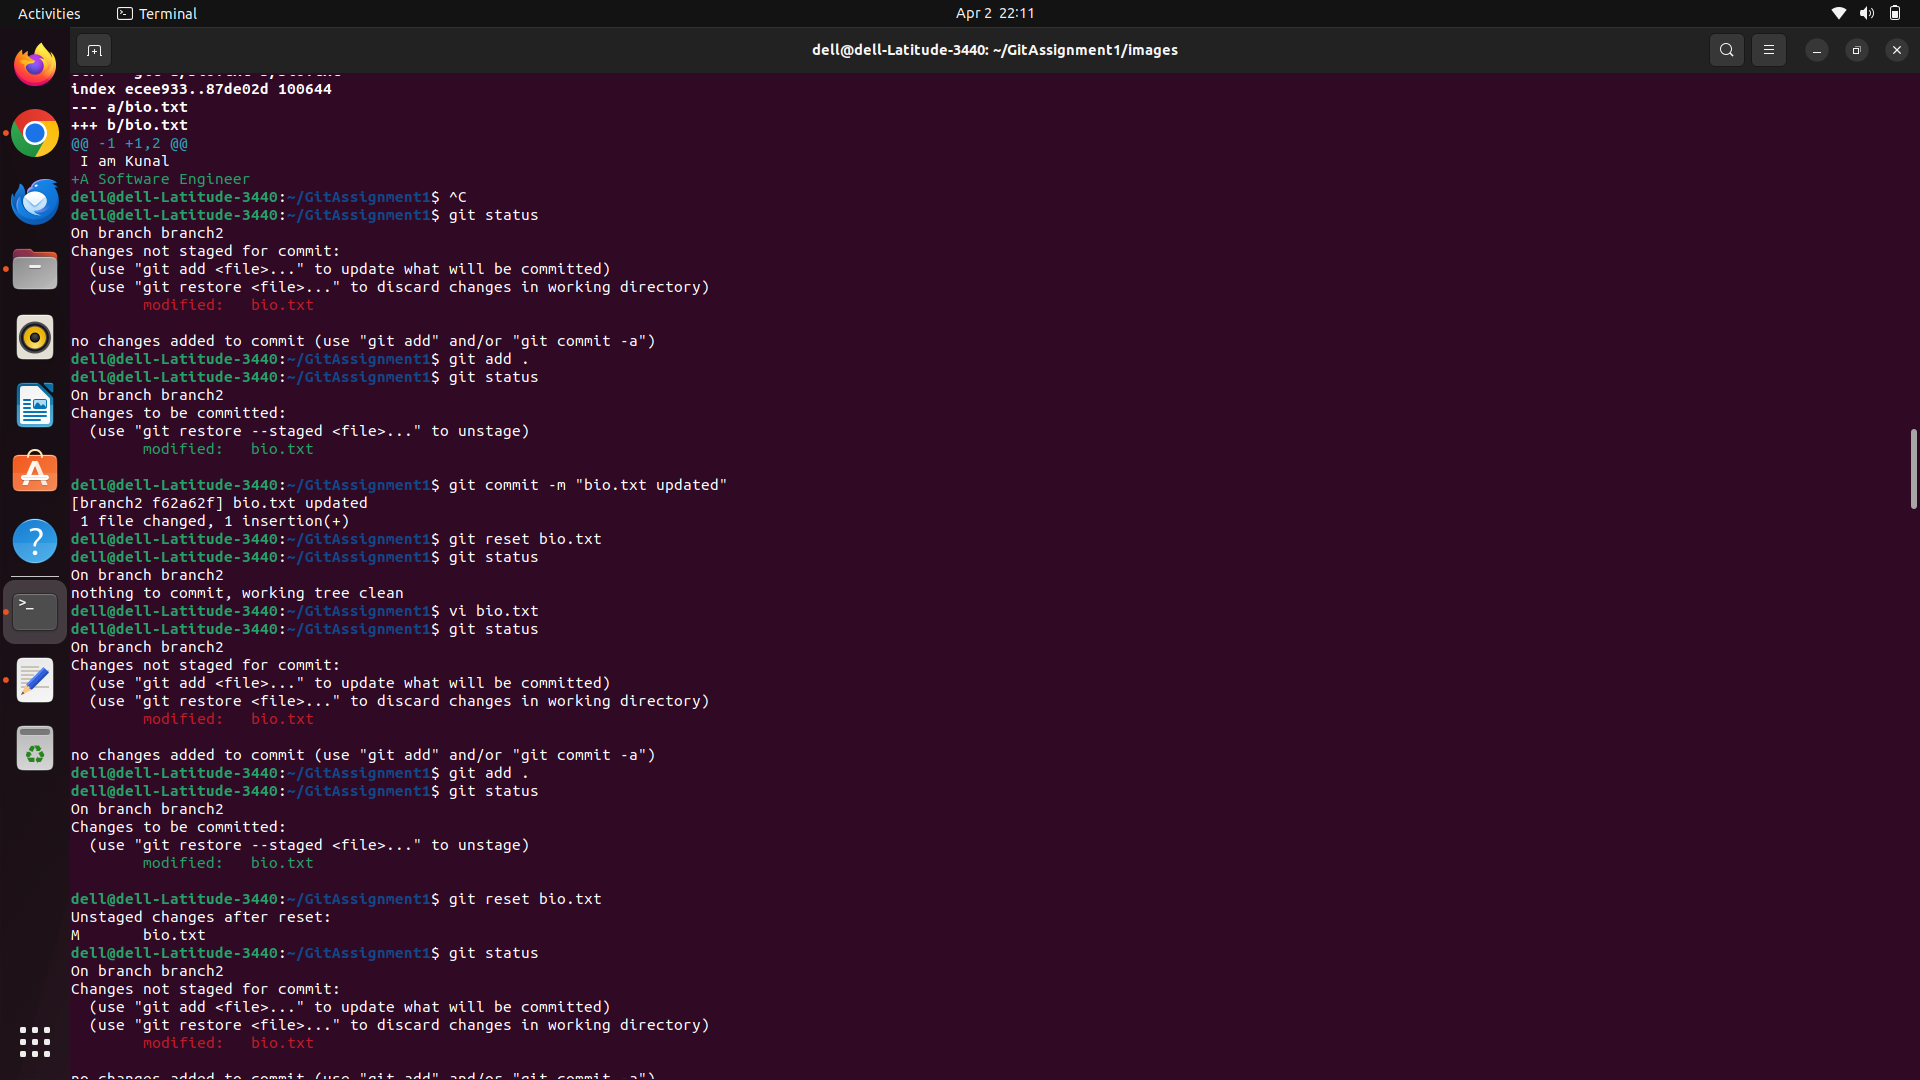 Activities
Terminal
Apr 2 22:11
dell@dell-Latitude-3440: ~/GitAssignment1/images
index ecee933..87de02d 100644
--- a/bio.txt
+++ b/bio.txt
@@ -1 +1,2 @@
 I am Kunal
+A Software Engineer
dell@dell-Latitude-3440:~/GitAssignment1$ ^C
dell@dell-Latitude-3440:~/GitAssignment1$ git status
On branch branch2
Changes not staged for commit:
  (use "git add <file>..." to update what will be committed)
  (use "git restore <file>..." to discard changes in working directory)
        modified:   bio.txt
no changes added to commit (use "git add" and/or "git commit -a")
dell@dell-Latitude-3440:~/GitAssignment1$ git add .
dell@dell-Latitude-3440:~/GitAssignment1$ git status
On branch branch2
Changes to be committed:
  (use "git restore --staged <file>..." to unstage)
        modified:   bio.txt
dell@dell-Latitude-3440:~/GitAssignment1$ git commit -m "bio.txt updated"
[branch2 f62a62f] bio.txt updated
 1 file changed, 1 insertion(+)
dell@dell-Latitude-3440:~/GitAssignment1$ git reset bio.txt
dell@dell-Latitude-3440:~/GitAssignment1$ git status
On branch branch2
nothing to commit, working tree clean
dell@dell-Latitude-3440:~/GitAssignment1$ vi bio.txt
dell@dell-Latitude-3440:~/GitAssignment1$ git status
On branch branch2
Changes not staged for commit:
  (use "git add <file>..." to update what will be committed)
  (use "git restore <file>..." to discard changes in working directory)
        modified:   bio.txt
no changes added to commit (use "git add" and/or "git commit -a")
dell@dell-Latitude-3440:~/GitAssignment1$ git add .
dell@dell-Latitude-3440:~/GitAssignment1$ git status
On branch branch2
Changes to be committed:
  (use "git restore --staged <file>..." to unstage)
        modified:   bio.txt
dell@dell-Latitude-3440:~/GitAssignment1$ git reset bio.txt
Unstaged changes after reset:
M       bio.txt
dell@dell-Latitude-3440:~/GitAssignment1$ git status
On branch branch2
Changes not staged for commit:
  (use "git add <file>..." to update what will be committed)
  (use "git restore <file>..." to discard changes in working directory)
        modified:   bio.txt
no changes added to commit (use "git add" and/or "git commit -a")